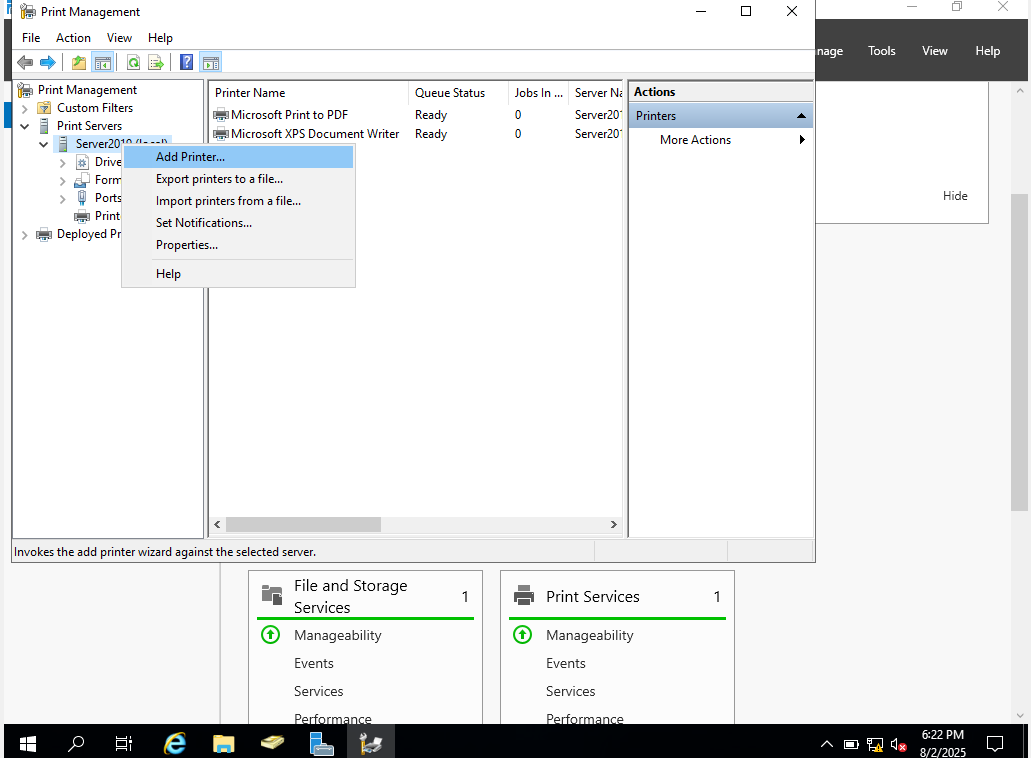 Print Management
File Action View Help
Print Management
Custom Filters
Print Servers
Server2019 (local)
Drive
Form
Ports
Print
Deployed Pr
Add Printer...
Export printers to a file...
Import printers from a file...
Set Notifications...
Properties...
Help
Printer Name Queue Status Jobs In ... Server Na
Microsoft Print to PDF Ready 0 Server201
Microsoft XPS Document Writer Ready 0 Server201
Actions
Printers
More Actions
Invokes the add printer wizard against the selected server.
nage Tools View Help
Hide
File and Storage
Services 1
Manageability
Events
Services
Performance
Print Services 1
Manageability
Events
Services
Performance
6:22 PM
8/2/2025